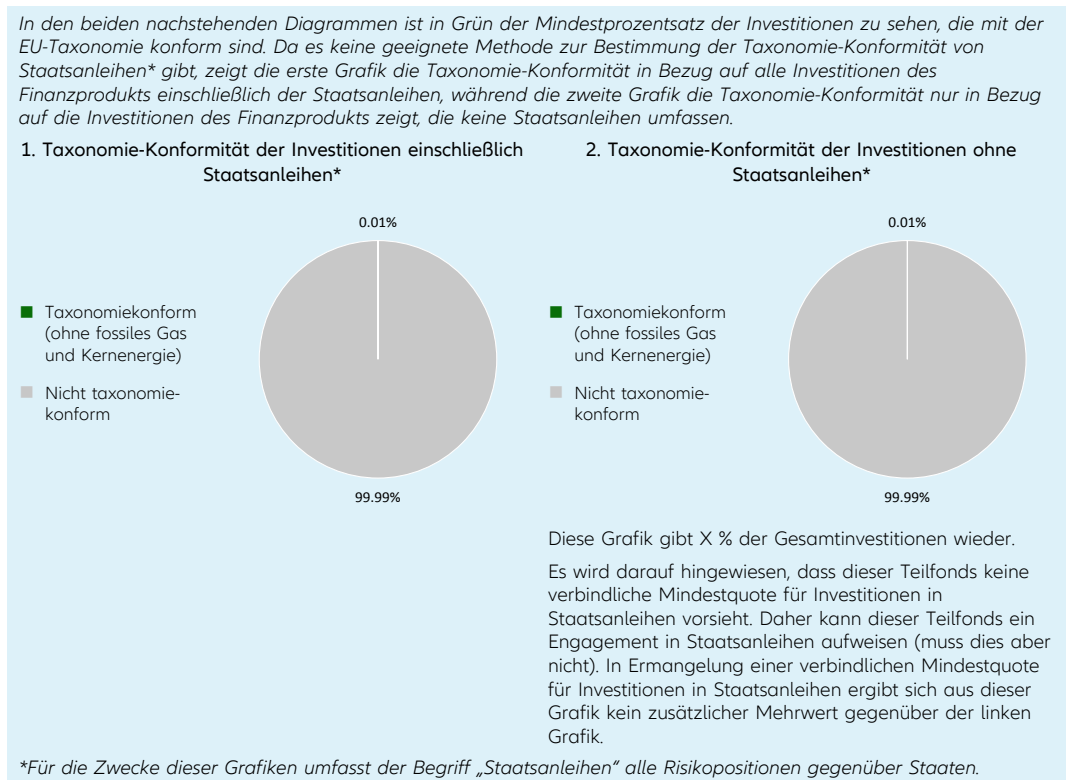 In den beiden nachstehenden Diagrammen ist in Grün der Mindestprozentsatz der Investitionen zu sehen, die mit der
EU-Taxonomie konform sind. Da es keine geeignete Methode zur Bestimmung der Taxonomie-Konformität von
Staatsanleihen* gibt, zeigt die erste Grafik die Taxonomie-Konformität in Bezug auf alle Investitionen des
Finanzprodukts einschließlich der Staatsanleihen, während die zweite Grafik die Taxonomie-Konformität nur in Bezug
auf die Investitionen des Finanzprodukts zeigt, die keine Staatsanleihen umfassen.
1. Taxonomie-Konformität der Investitionen einschließlich
Staatsanleihen*
0.01%
Taxonomiekonform
(ohne fossiles Gas
und Kernenergie)
Nicht taxonomie-
konform
99.99%
2. Taxonomie-Konformität der Investitionen ohne
Staatsanleihen*
0.01%
Taxonomiekonform
(ohne fossiles Gas
und Kernenergie)
Nicht taxonomie-
konform
99.99%
Diese Grafik gibt X % der Gesamtinvestitionen wieder.
Es wird darauf hingewiesen, dass dieser Teilfonds keine
verbindliche Mindestquote für Investitionen in
Staatsanleihen vorsieht. Daher kann dieser Teilfonds ein
Engagement in Staatsanleihen aufweisen (muss dies aber
nicht). In Ermangelung einer verbindlichen Mindestquote
für Investitionen in Staatsanleihen ergibt sich aus dieser
Grafik kein zusätzlicher Mehrwert gegenüber der linken
Grafik.
*Für die Zwecke dieser Grafiken umfasst der Begriff „Staatsanleihen" alle Risikopositionen gegenüber Staaten.